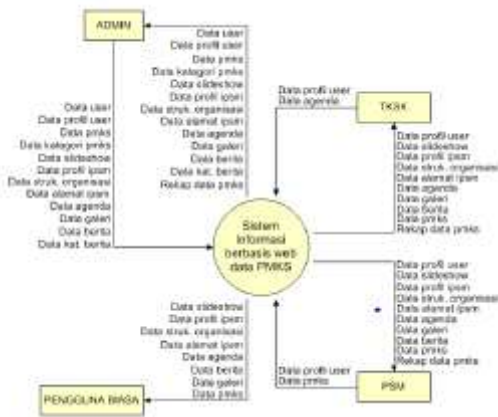 ADMIN
Data user
Data profil user
Data pmks
Data kategori pmks
Data slideshow
Data profil ipsm
Data struk. organisasi
Data alamat ipsm
Data agenda
Data galeri
Data berita
Data kat. berita
Rekap data pmks
Data user
Data profil user
Data pmks
Data kategori pmks
Data slideshow
Data profil ipsm
Data struk. organisasi
Data alamat ipsm
Data agenda
Data galeri
Data berita
Data kat. berita
Data profil user
Data agenda
TKSK
Data profil user
Data slideshow
Data profil ipsm
Data struk. organisasi
Data alamat ipsm
Data agenda
Data galeri
Data Berita
Data pmks
Rekap data pmks
Sistem
Informasi
berbasis web
data PMKS
Data profil user
Data slideshow
Data profil ipsm
Data struk. organisasi
Data alamat ipsm
Data agenda
Data galeri
Data berita
Data pmks
Rekap data pmks
Data profil user
Data pmks
PSM
Data slideshow
Data profil ipsm
Data struk. organisasi
Data alamat ipsm
Data agenda
Data berita
Data galeri
Data pmks
PENGGUNA BIASA